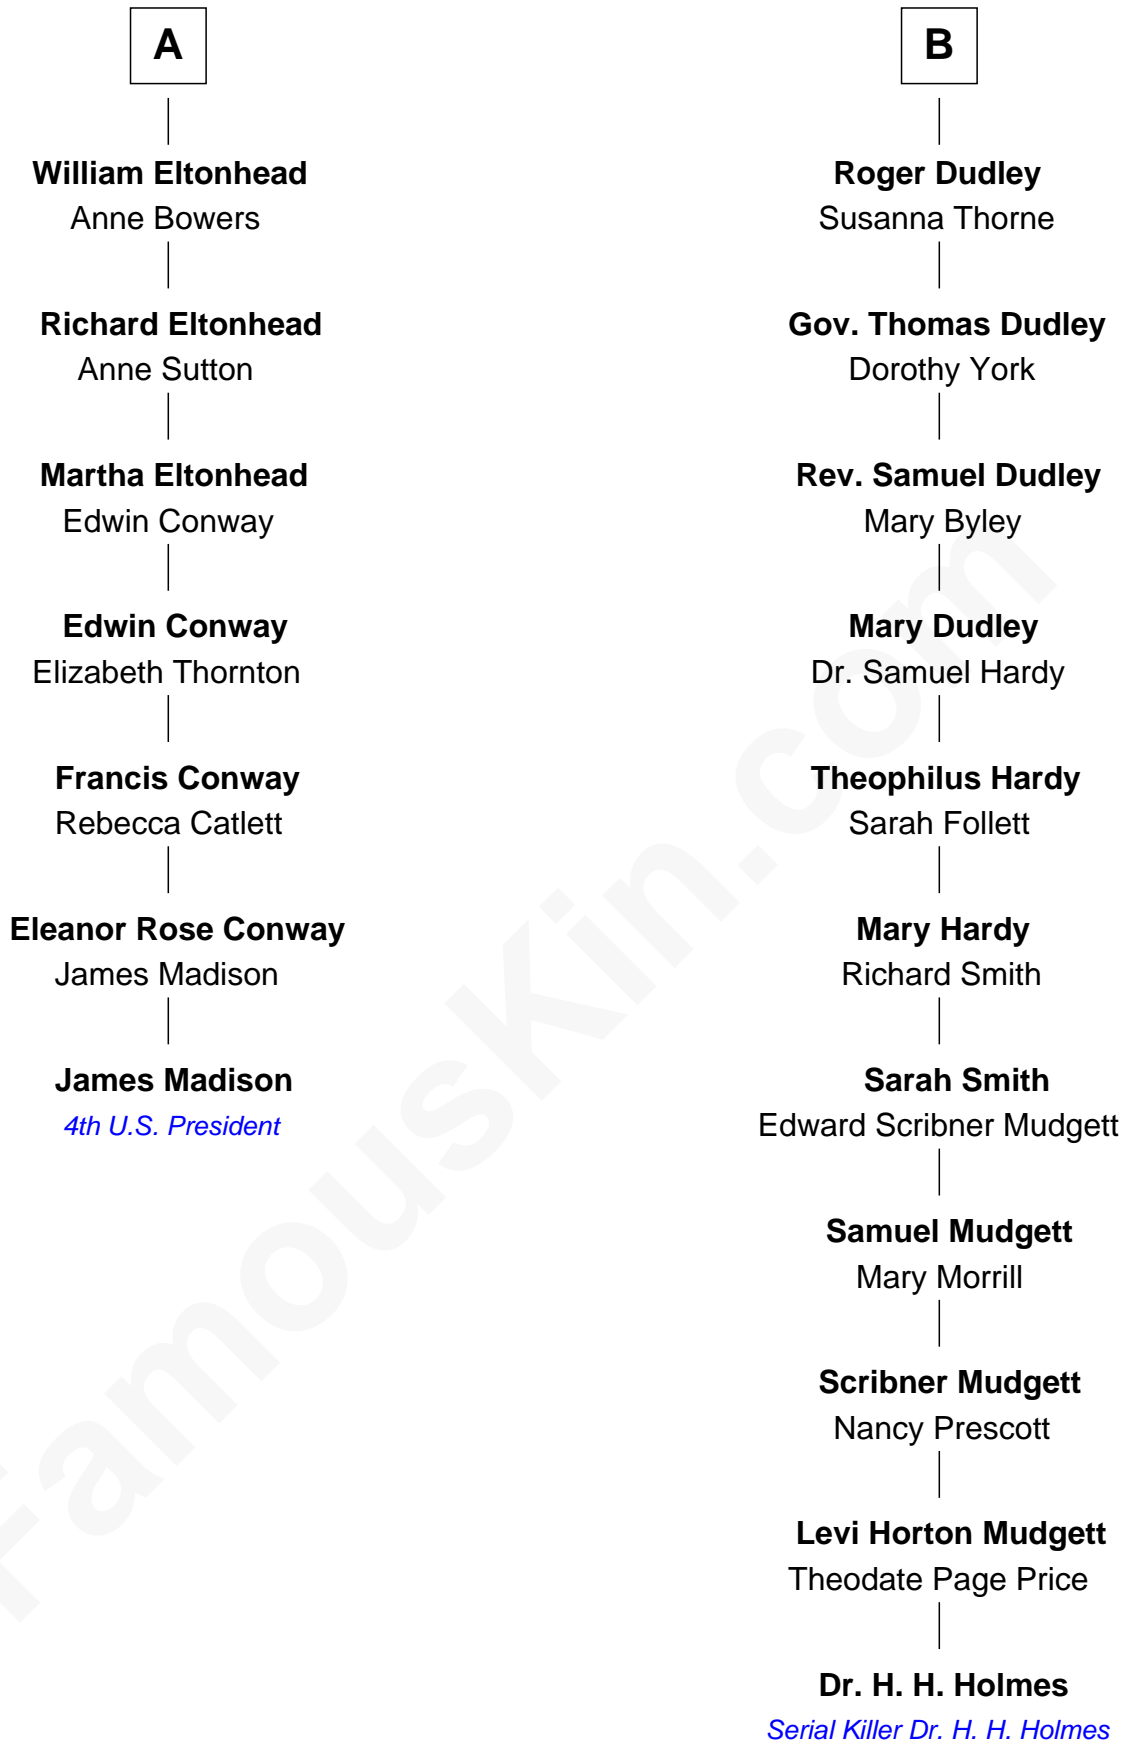 A
William Eltonhead
Anne Bowers
Richard Eltonhead
Anne Sutton
Martha Eltonhead
Edwin Conway
Edwin Conway
Elizabeth Thornton
Francis Conway
Rebecca Catlett
Eleanor Rose Conway
James Madison
James Madison
4th U.S. President
B
Roger Dudley
Susanna Thorne
Gov. Thomas Dudley
Dorothy York
Rev. Samuel Dudley
Mary Byley
Mary Dudley
Dr. Samuel Hardy
Theophilus Hardy
Sarah Follett
Mary Hardy
Richard Smith
Sarah Smith
Edward Scribner Mudgett
Samuel Mudgett
Mary Morrill
Scribner Mudgett
Nancy Prescott
Levi Horton Mudgett
Theodate Page Price
Dr. H. H. Holmes
Serial Killer Dr. H. H. Holmes
FamousKin.com